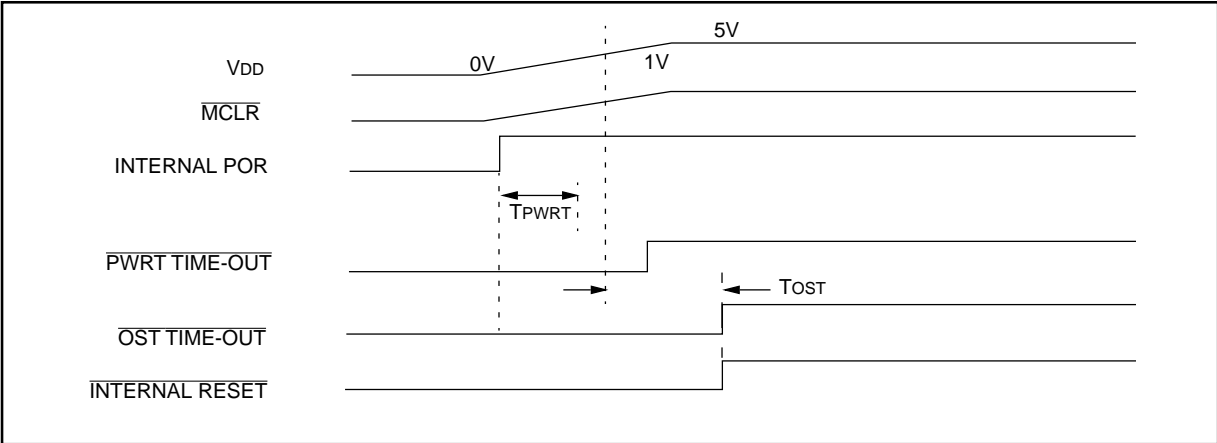 5V
VDD 0V 1V
MCLR
INTERNAL POR
TPWRT
PWRT TIME-OUT
TOST
OST TIME-OUT
INTERNAL RESET